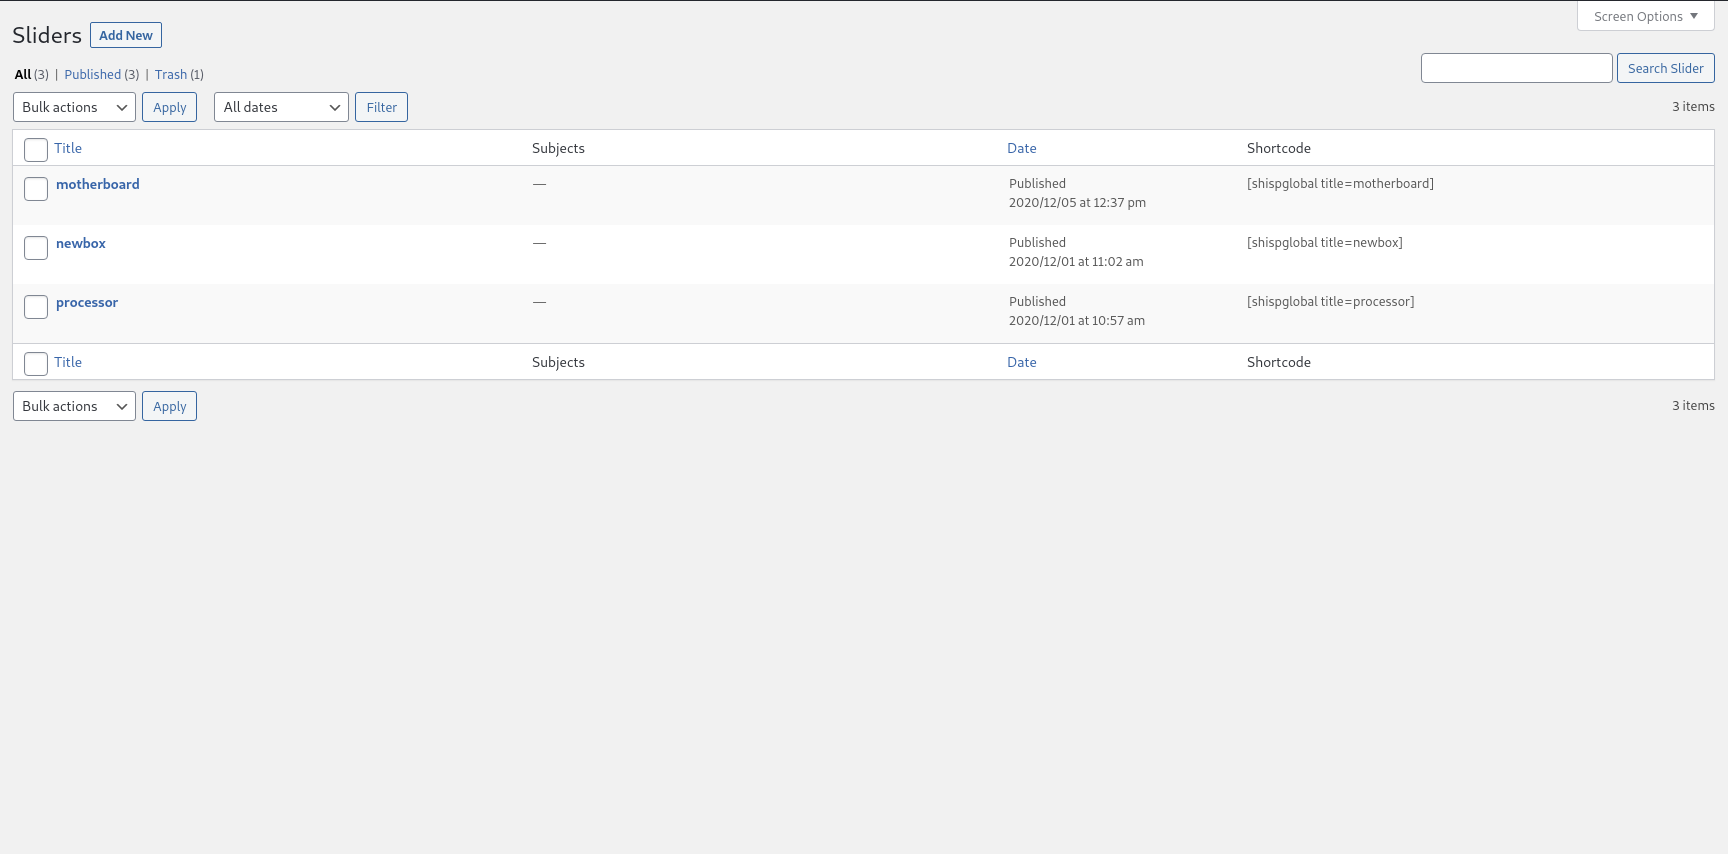 Screen Options
Sliders Add New
All (3) | Published (3) | Trash (1)
Search Slider
Bulk actions Apply All dates Filter 3 items
Title Subjects Date Shortcode
motherboard — Published [shispglobal title=motherboard]
2020/12/05 at 12:37 pm
newbox — Published [shispglobal title=newbox]
2020/12/01 at 11:02 am
processor — Published [shispglobal title=processor]
2020/12/01 at 10:57 am
Title Subjects Date Shortcode
Bulk actions Apply 3 items